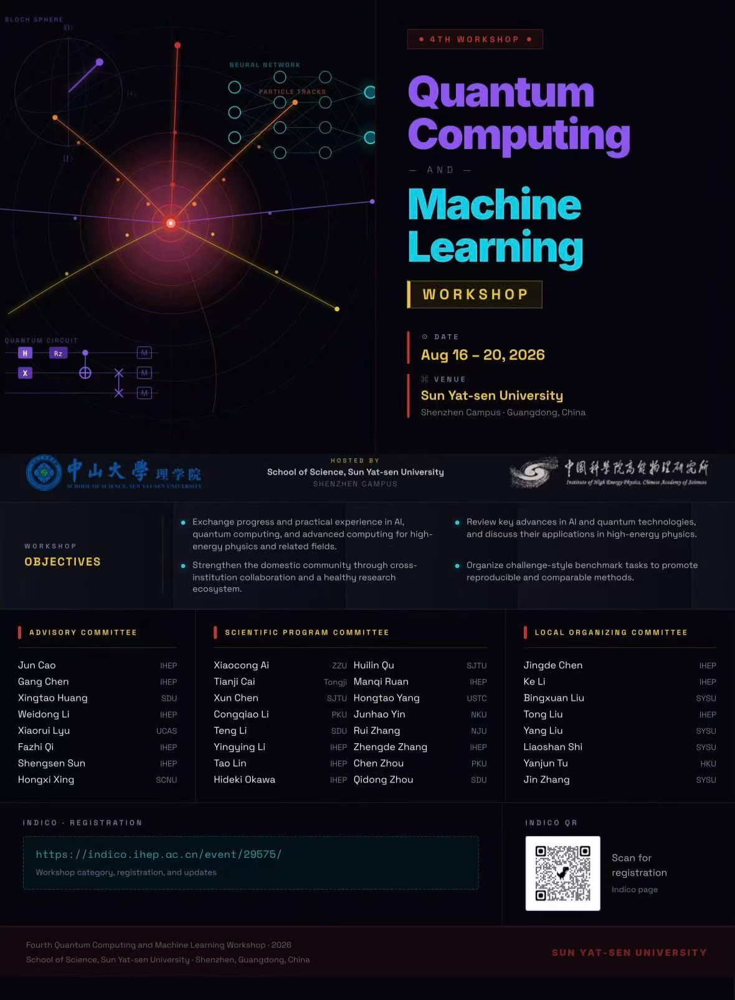 BLOCH SPHERE
|0⟩
NEURAL NETWORK
PARTICLE TRACKS
|+⟩
|1⟩
QUANTUM CIRCUIT
H Rz M
X M
M
4TH WORKSHOP
Quantum
Computing
— AND —
Machine
Learning
WORKSHOP
DATE
Aug 16 – 20, 2026
⌘ VENUE
Sun Yat-sen University
Shenzhen Campus · Guangdong, China
中山大學 理学院
SCHOOL OF SCIENCE, SUN YAT-SEN UNIVERSITY
HOSTED BY
School of Science, Sun Yat-sen University
SHENZHEN CAMPUS
中国科学院高能物理研究所
Institute of High Energy Physics, Chinese Academy of Sciences
WORKSHOP
OBJECTIVES
Exchange progress and practical experience in AI,
quantum computing, and advanced computing for high-
energy physics and related fields.
Review key advances in AI and quantum technologies,
and discuss their applications in high-energy physics.
Strengthen the domestic community through cross-
institution collaboration and a healthy research
ecosystem.
Organize challenge-style benchmark tasks to promote
reproducible and comparable methods.
ADVISORY COMMITTEE
Jun Cao IHEP
Gang Chen IHEP
Xingtao Huang SDU
Weidong Li IHEP
Xiaorui Lyu UCAS
Fazhi Qi IHEP
Shengsen Sun IHEP
Hongxi Xing SCNU
SCIENTIFIC PROGRAM COMMITTEE
Xiaocong Ai ZZU Huilin Qu SJTU
Tianji Cai Tongji Manqi Ruan IHEP
Xun Chen SJTU Hongtao Yang USTC
Congqiao Li PKU Junhao Yin NKU
Teng Li SDU Rui Zhang NJU
Yingying Li IHEP Zhengde Zhang IHEP
Tao Lin IHEP Chen Zhou PKU
Hideki Okawa IHEP Qidong Zhou SDU
LOCAL ORGANIZING COMMITTEE
Jingde Chen IHEP
Ke Li IHEP
Bingxuan Liu SYSU
Tong Liu IHEP
Yang Liu SYSU
Liaoshan Shi SYSU
Yanjun Tu HKU
Jin Zhang SYSU
INDICO · REGISTRATION
https://indico.ihep.ac.cn/event/29575/
Workshop category, registration, and updates
INDICO QR
Scan for
registration
Indico page
Fourth Quantum Computing and Machine Learning Workshop · 2026
School of Science, Sun Yat-sen University · Shenzhen, Guangdong, China
SUN YAT-SEN UNIVERSITY